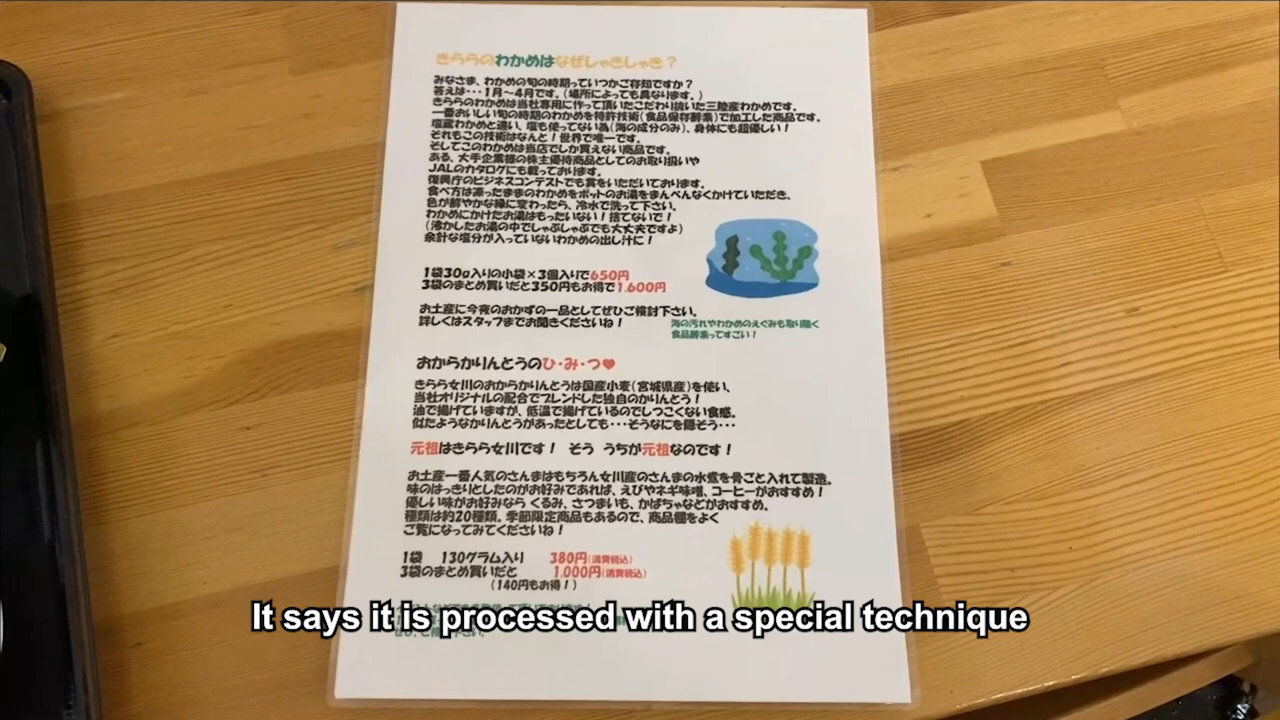 きららのわかめはなぜしゃきしゃき？
みなさま、わかめの旬の時期っていつかご存知ですか？
答えは・・・1月～4月です。（場所によっても異なります。）
きららのわかめは当社専用に作って頂いたこだわり抜いた三陸産わかめです。
一番おいしい旬の時期のわかめを特許技術（食品保存酵素）で加工した商品です。
塩蔵わかめと違い、塩も使ってない為（海の成分のみ）、身体にも超優しい！
それもこの技術はなんと！世界で唯一です。
そしてこのわかめは当店でしか買えない商品です。
ある、大手企業様の株主優待商品としてのお取り扱いや
JALのカタログにも載っております。
復興庁のビジネスコンテストでも賞をいただいております。
食べ方は凍ったままのわかめをポットのお湯をまんべんなくかけていただき、
色が鮮やかな緑に変わったら、冷水で洗って下さい。
わかめにかけたお湯はもったいない！捨てないで！
（沸かしたお湯の中でしゃぶしゃぶでも大丈夫ですよ）
余計な塩分が入っていないわかめの出し汁に！
1袋30g入りの小袋×3個入りで650円
3袋のまとめ買いだと350円もお得で1,600円
お土産に今夜のおかずの一品としてぜひご検討下さい。
詳しくはスタッフまでお聞きくださいね！
海の汚れやわかめのえぐみも取り除く
食品酵素ってすごい！
おからかりんとうのひ・み・つ♥
きらら女川のおからかりんとうは国産小麦（宮城県産）を使い、
当社オリジナルの配合でブレンドした独自のかりんとう！
油で揚げていますが、低温で揚げているのでしつこくない食感。
似たようなかりんとうがあったとしても・・・そうなにを隠そう・・・
元祖はきらら女川です！ そう うちが元祖なのです！
お土産一番人気のさんまはもちろん女川産のさんまの水煮を骨ごと入れて製造。
味のはっきりとしたのがお好みであれば、えびやネギ味噌、コーヒーがおすすめ！
優しい味がお好みなら くるみ、さつまいも、かぼちゃなどがおすすめ。
種類は約20種類。季節限定商品もあるので、商品棚をよく
ご覧になってみてくださいね！
1袋 130グラム入り 380円（消費税込）
3袋のまとめ買いだと 1,000円（消費税込）
（140円もお得！）
It says it is processed with a special technique